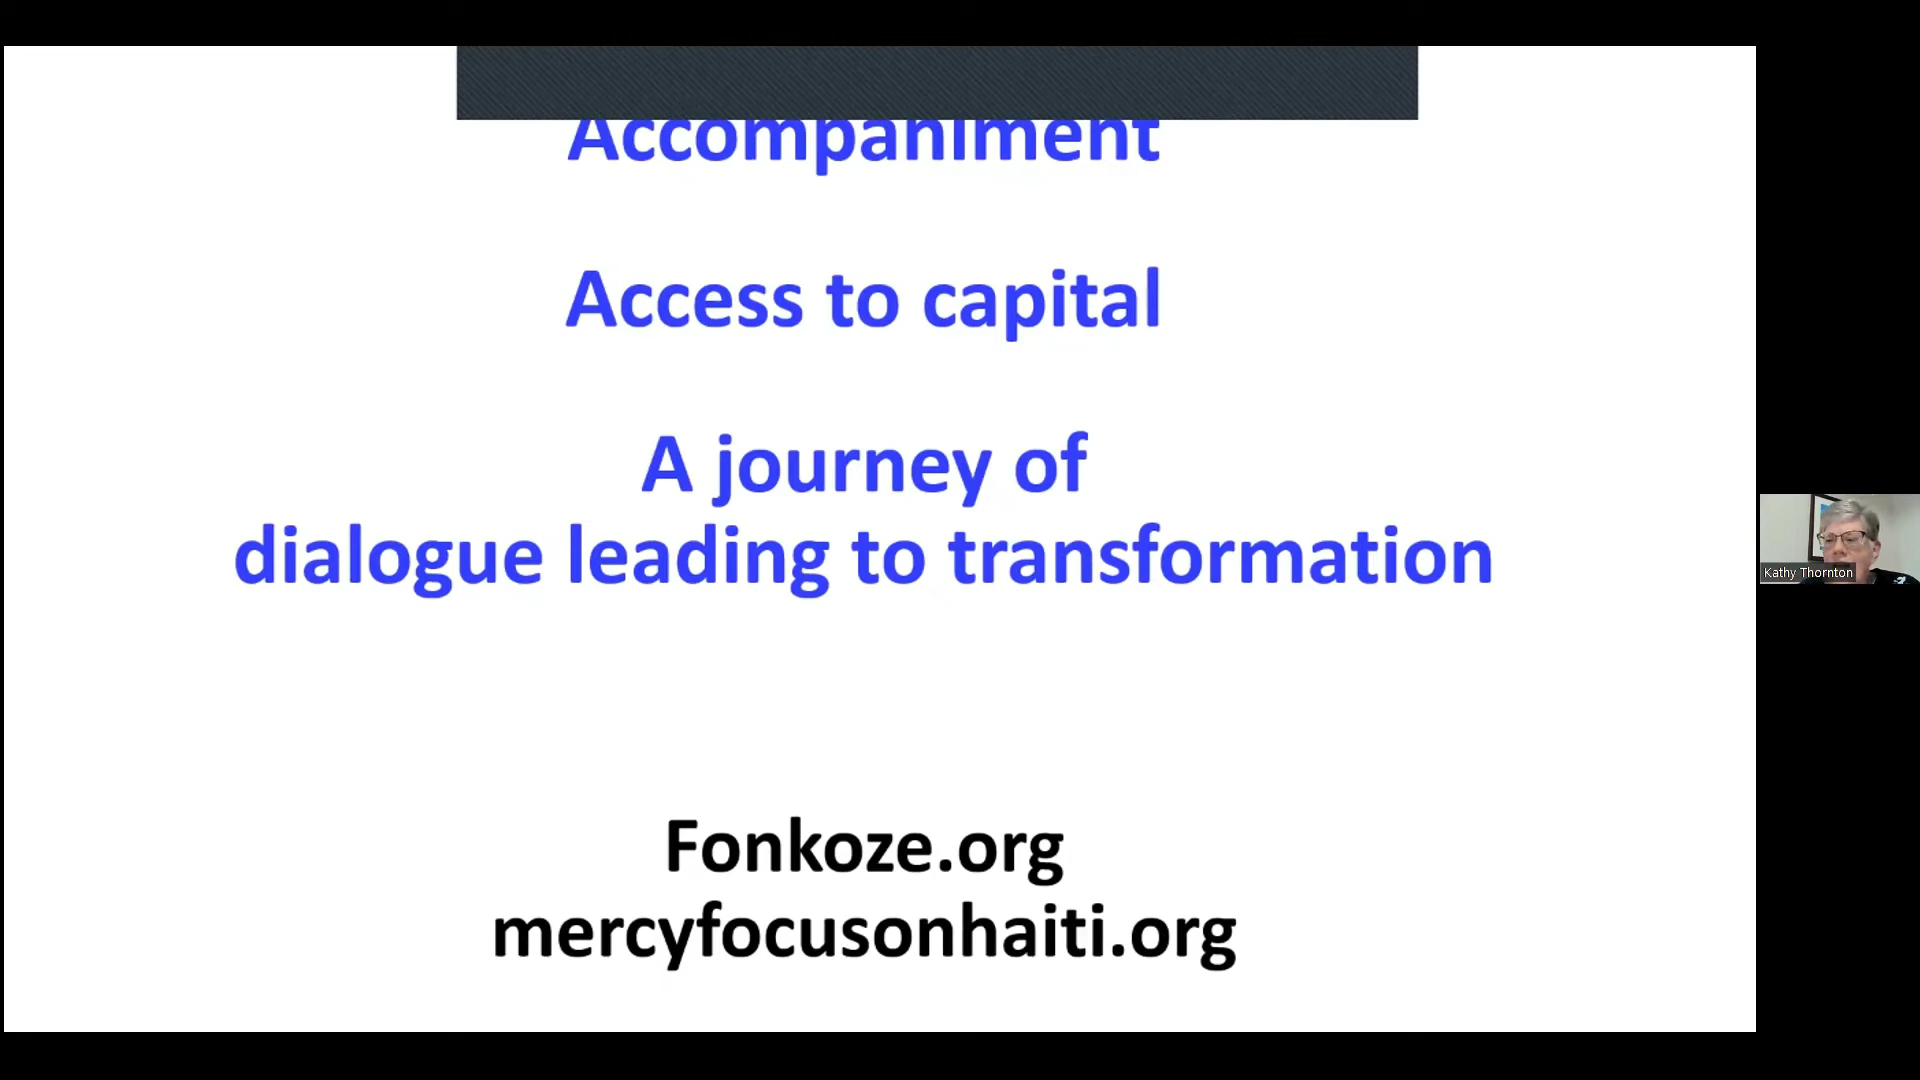 Accompaniment
Access to capital
A journey of
dialogue leading to transformation
Fonkoze.org
mercyfocusonhaiti.org
Kathy Thornton